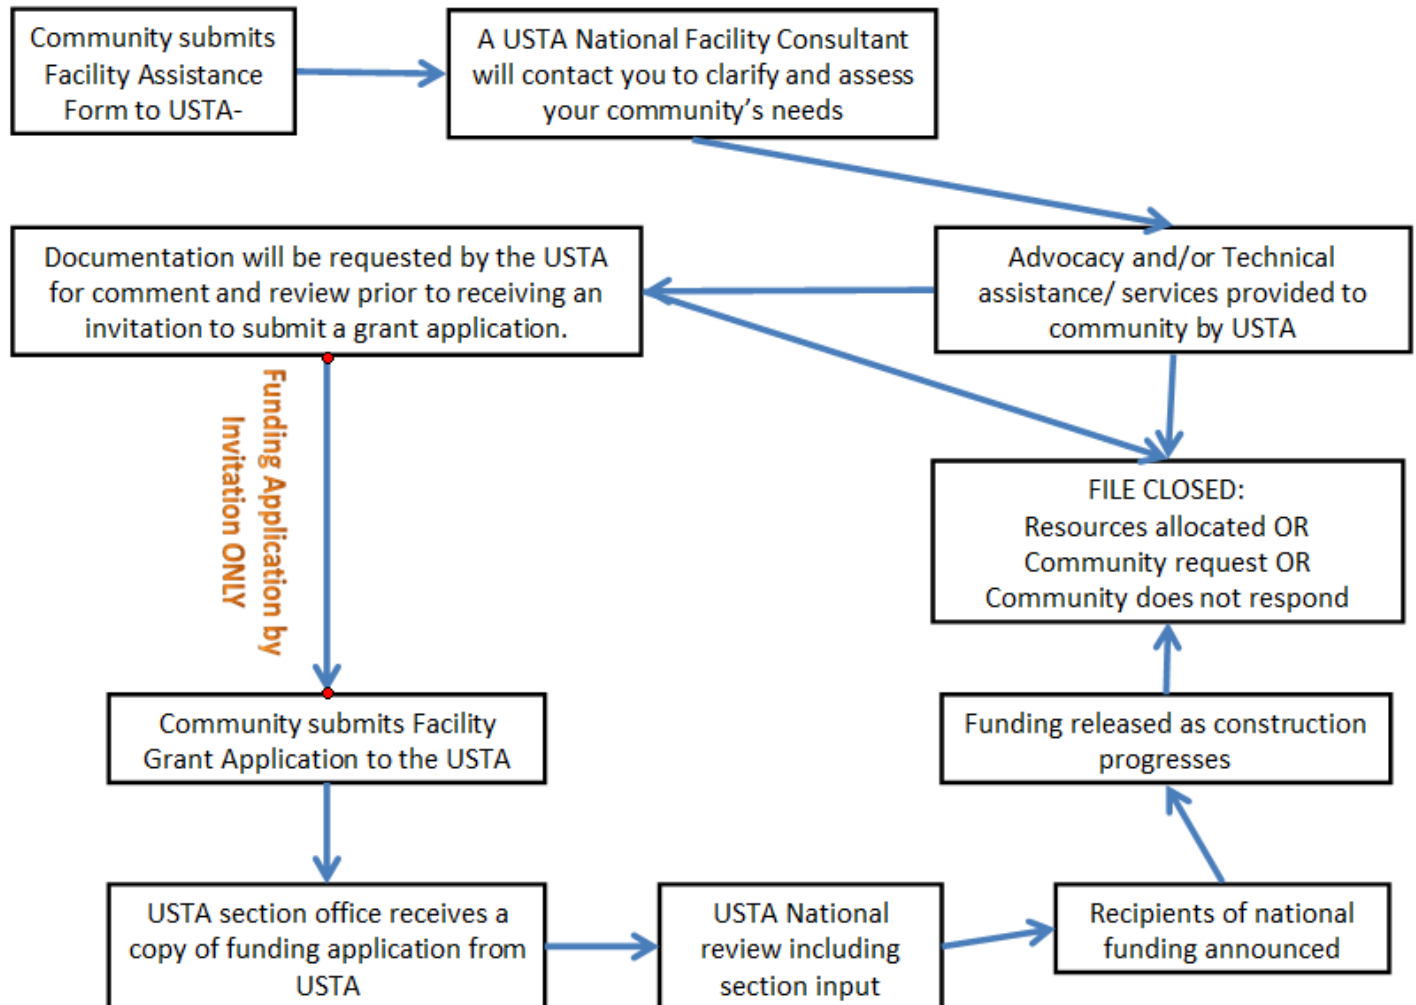 Community submits
Facility Assistance
Form to USTA-
A USTA National Facility Consultant
will contact you to clarify and assess
your community's needs
Documentation will be requested by the USTA
for comment and review prior to receiving an
invitation to submit a grant application.
Advocacy and/or Technical
assistance/ services provided to
community by USTA
Funding Application by
Invitation ONLY
FILE CLOSED:
Resources allocated OR
Community request OR
Community does not respond
Community submits Facility
Grant Application to the USTA
Funding released as construction
progresses
USTA section office receives a
copy of funding application from
USTA
USTA National
review including
section input
Recipients of national
funding announced